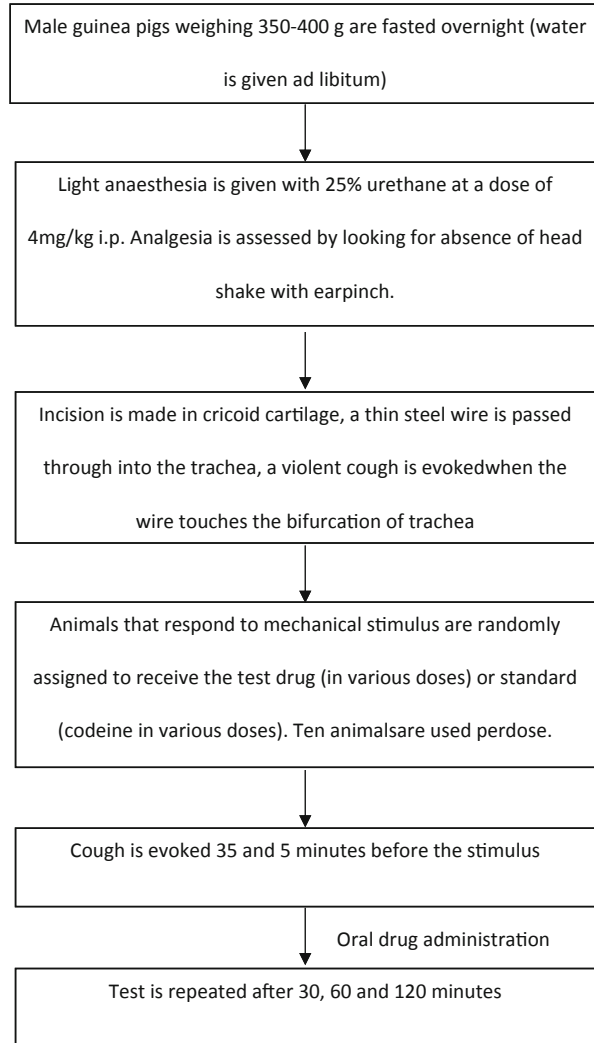 Male guinea pigs weighing 350-400 g are fasted overnight (water
is given ad libitum)
Light anaesthesia is given with 25% urethane at a dose of
4mg/kg i.p. Analgesia is assessed by looking for absence of head
shake with earpinch.
Incision is made in cricoid cartilage, a thin steel wire is passed
through into the trachea, a violent cough is evokedwhen the
wire touches the bifurcation of trachea
Animals that respond to mechanical stimulus are randomly
assigned to receive the test drug (in various doses) or standard
(codeine in various doses). Ten animalsare used perdose.
Cough is evoked 35 and 5 minutes before the stimulus
Oral drug administration
Test is repeated after 30, 60 and 120 minutes